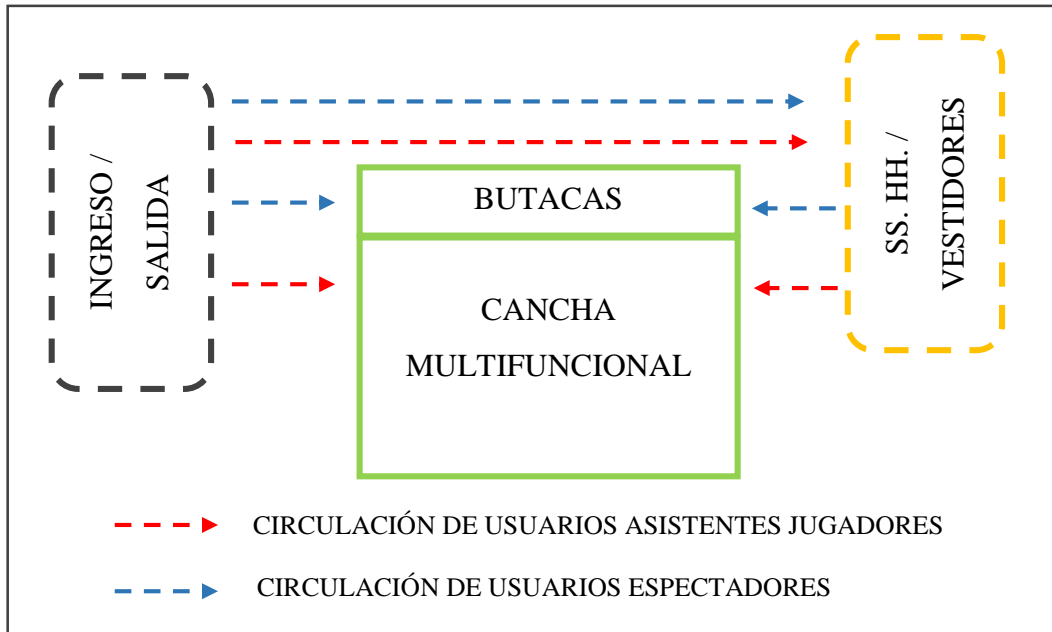 INGRESO /
SALIDA
BUTACAS
CANCHA
MULTIFUNCIONAL
SS. HH. /
VESTIDORES
CIRCULACIÓN DE USUARIOS ASISTENTES JUGADORES
CIRCULACIÓN DE USUARIOS ESPECTADORES